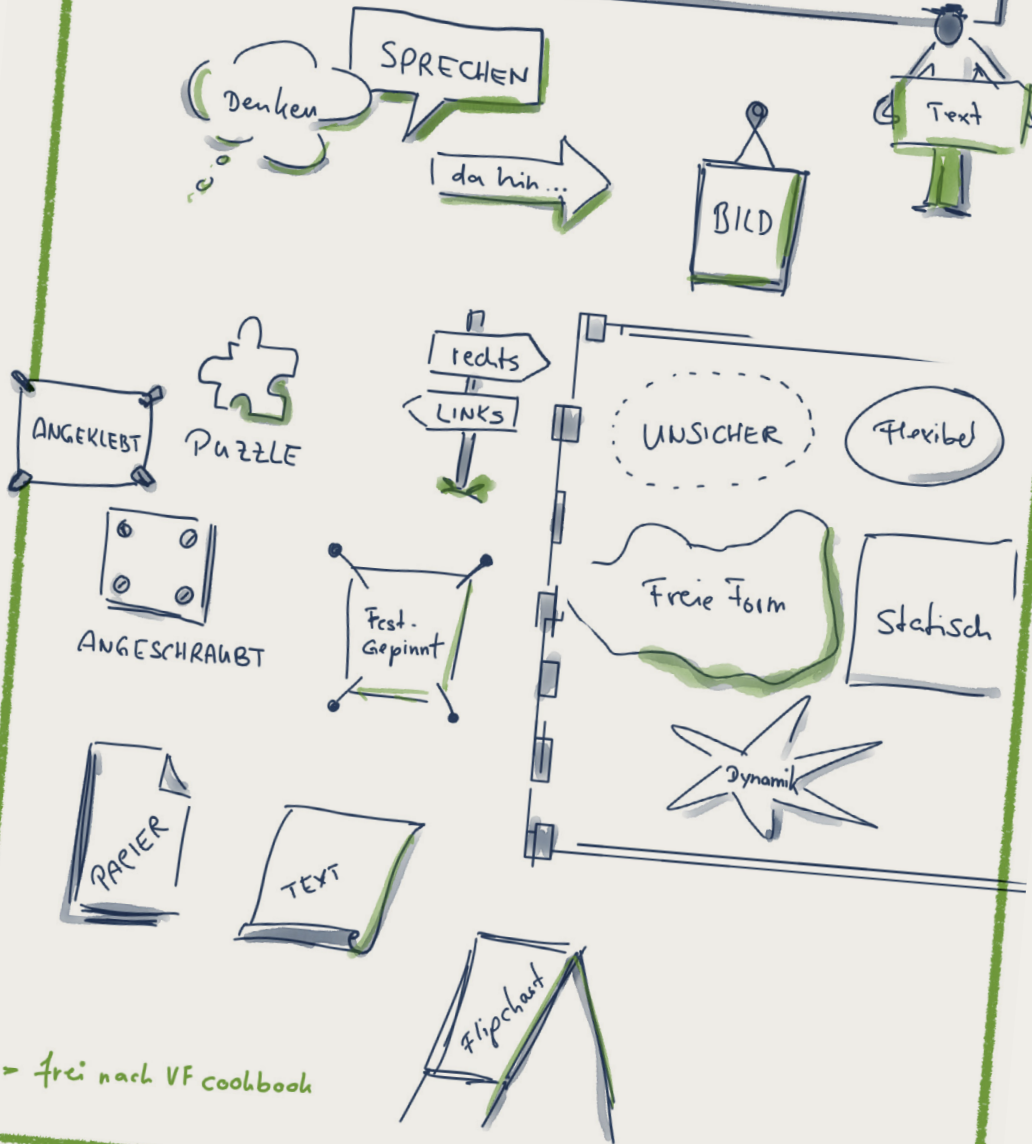 SPRECHEN
Denken
Text
da hin...
BILD
rechts
LINKS
ANGEKLEBT
PUZZLE
UNSICHER
Flexibel
ANGESCHRAUBT
Fest-
Gepinnt
Freie Form
Statisch
Dynamik
PAPIER
TEXT
Flipchart
- frei nach VF cookbook